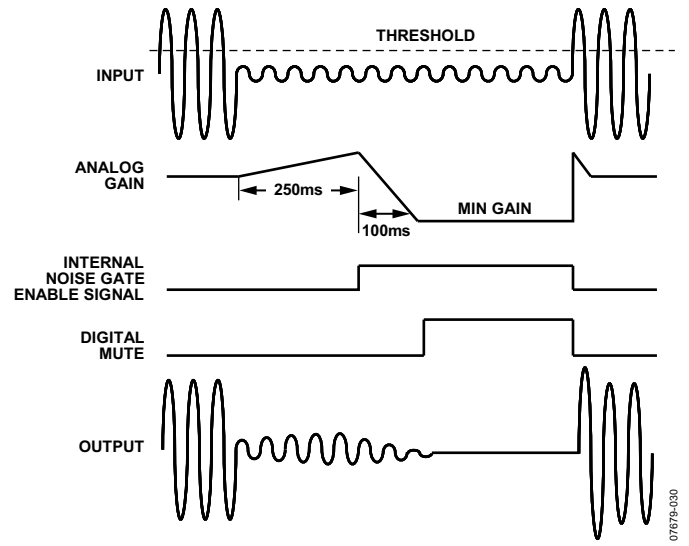 THRESHOLD
INPUT
ANALOG
GAIN
250ms
100ms
MIN GAIN
INTERNAL
NOISE GATE
ENABLE SIGNAL
DIGITAL
MUTE
OUTPUT
07679-030